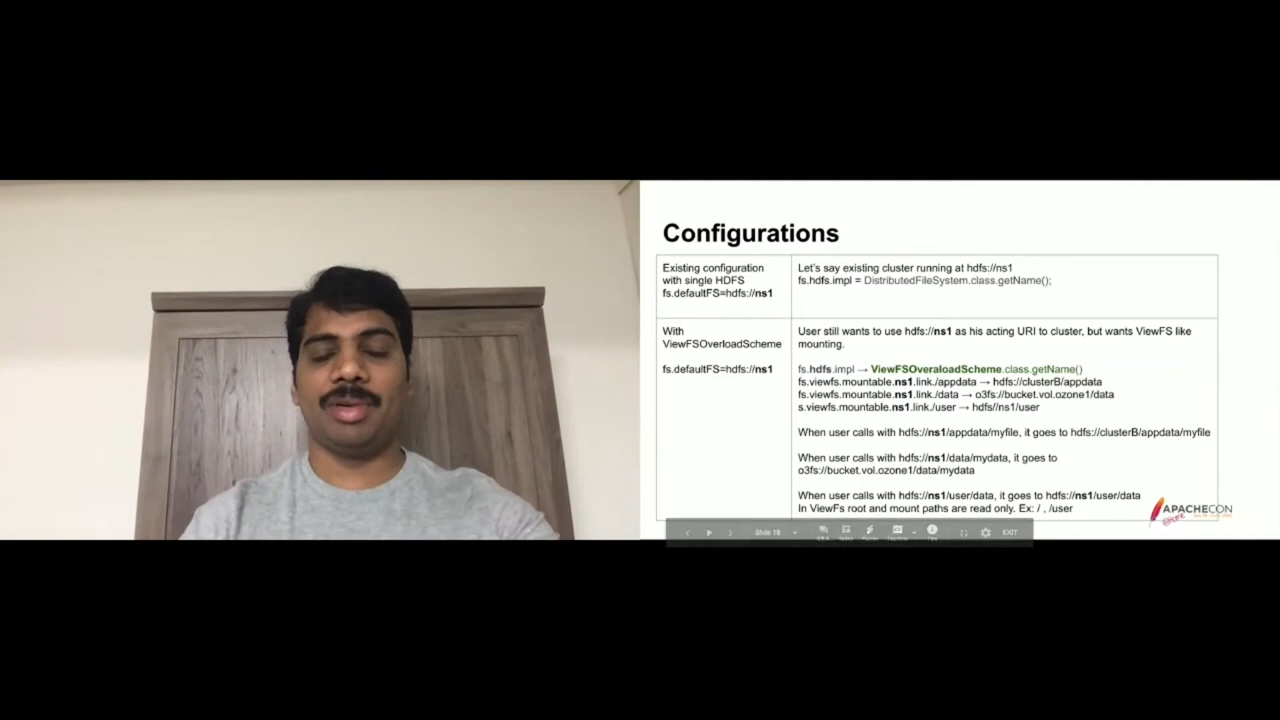 Configurations
Existing configuration
with single HDFS
fs.defaultFS=hdfs://ns1
Let's say existing cluster running at hdfs://ns1
fs.hdfs.impl = DistributedFileSystem.class.getName();
With
ViewFSOverloadScheme
fs.defaultFS=hdfs://ns1
User still wants to use hdfs://ns1 as his acting URI to cluster, but wants ViewFS like
mounting.
fs.hdfs.impl → ViewFSOveraloadScheme.class.getName()
fs.viewfs.mountable.ns1.link./appdata → hdfs://clusterB/appdata
fs.viewfs.mountable.ns1.link./data → o3fs://bucket.vol.ozone1/data
s.viewfs.mountable.ns1.link./user → hdfs//ns1/user
When user calls with hdfs://ns1/appdata/myfile, it goes to hdfs://clusterB/appdata/myfile
When user calls with hdfs://ns1/data/mydata, it goes to
o3fs://bucket.vol.ozone1/data/mydata
When user calls with hdfs://ns1/user/data, it goes to hdfs://ns1/user/data
In ViewFs root and mount paths are read only. Ex: / , /user
APACHECON
@Home
Slide 18
EXIT